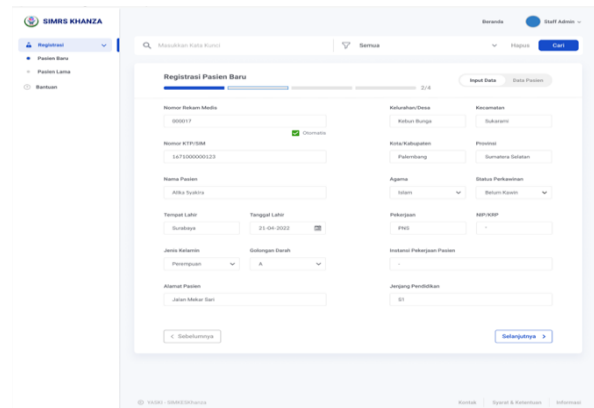 SIMRS KHANZA
Beranda
Staff Admin
Registrasi
Pasien Baru
Pasien Lama
Bantuan
Masukkan Kata Kunci
Semua
Hapus
Cari
Registrasi Pasien Baru
2/4
Input Data
Data Pasien
Nomor Rekam Medis
000017
Otomatis
Nomor KTP/SIM
1671000000123
Nama Pasien
Atika Syakira
Tempat Lahir
Tanggal Lahir
Surabaya
21-04-2022
Jenis Kelamin
Golongan Darah
Perempuan
A
Alamat Pasien
Jalan Mekar Sari
Kelurahan/Desa
Kecamatan
Kebun Bunga
Sukarami
Kota/Kabupaten
Provinsi
Palembang
Sumatera Selatan
Agama
Status Perkawinan
Islam
Belum Kawin
Pekerjaan
NIP/NRP
PNS
-
Instansi Pekerjaan Pasien
-
Jenjang Pendidikan
S1
< Sebelumnya
Selanjutnya >
© YASKI - SIMRSKhanza
Kontak
Syarat & Ketentuan
Informasi